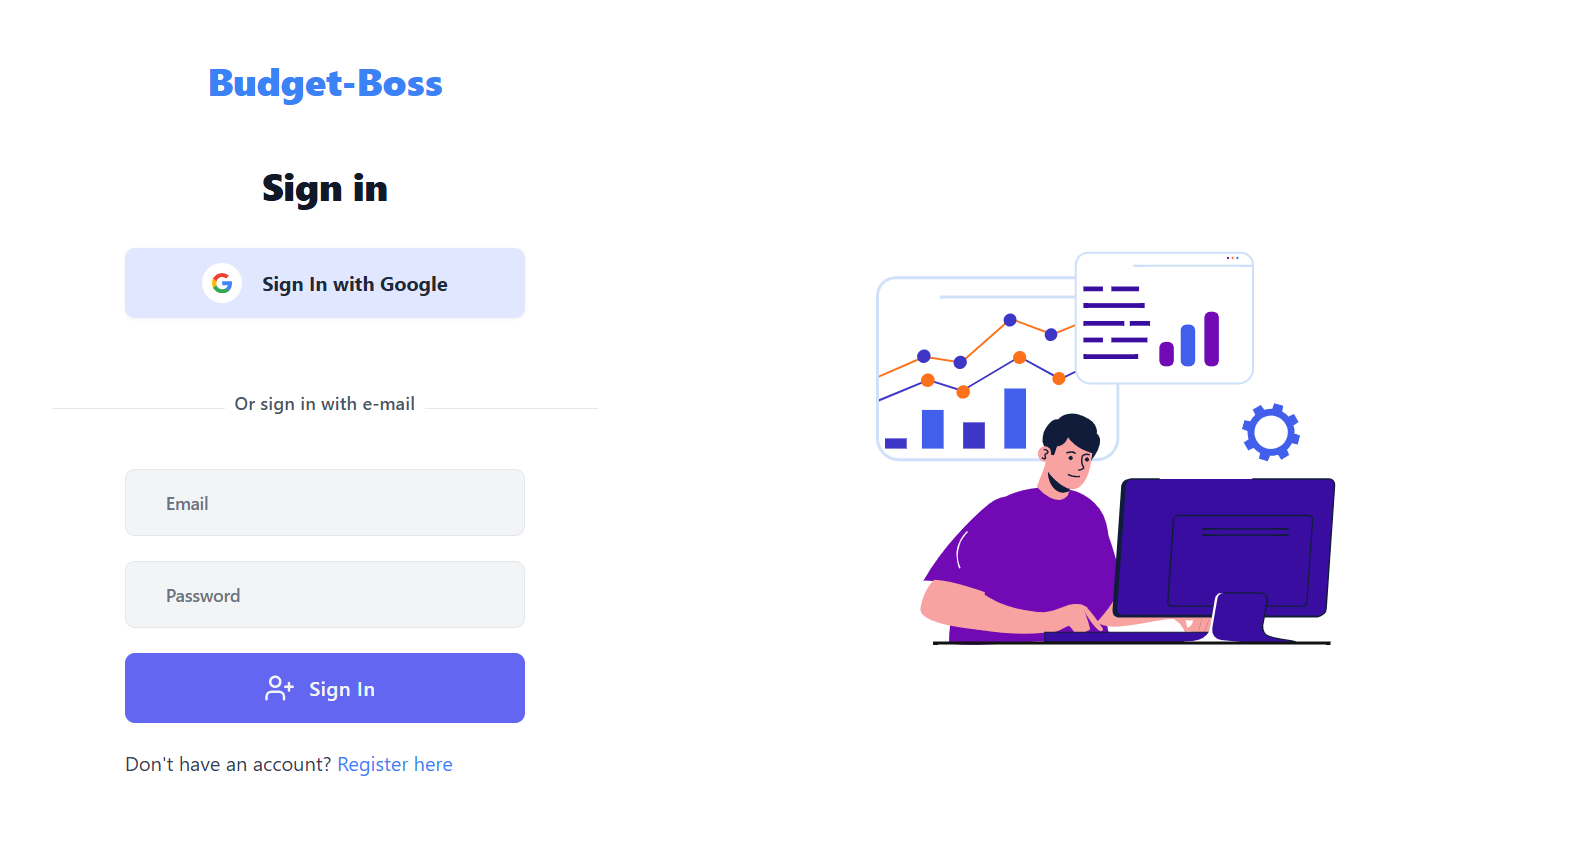 Budget-Boss
Sign in
Sign In with Google
Or sign in with e-mail
Email
Password
Sign In
Don't have an account? Register here